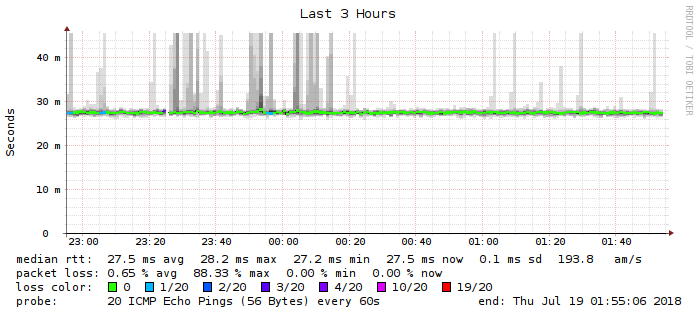 Last 3 Hours
RRDTOOL / TOBI OETIKER
Seconds
40 m
30 m
20 m
10 m
0
23:00 23:20 23:40 00:00 00:20 00:40 01:00 01:20 01:40
median rtt: 27.5 ms avg 28.2 ms max 27.2 ms min 27.5 ms now 0.1 ms sd 193.8 am/s
packet loss: 0.65 % avg 88.33 % max 0.00 % min 0.00 % now
loss color: 0 1/20 2/20 3/20 4/20 10/20 19/20
probe: 20 ICMP Echo Pings (56 Bytes) every 60s end: Thu Jul 19 01:55:06 2018